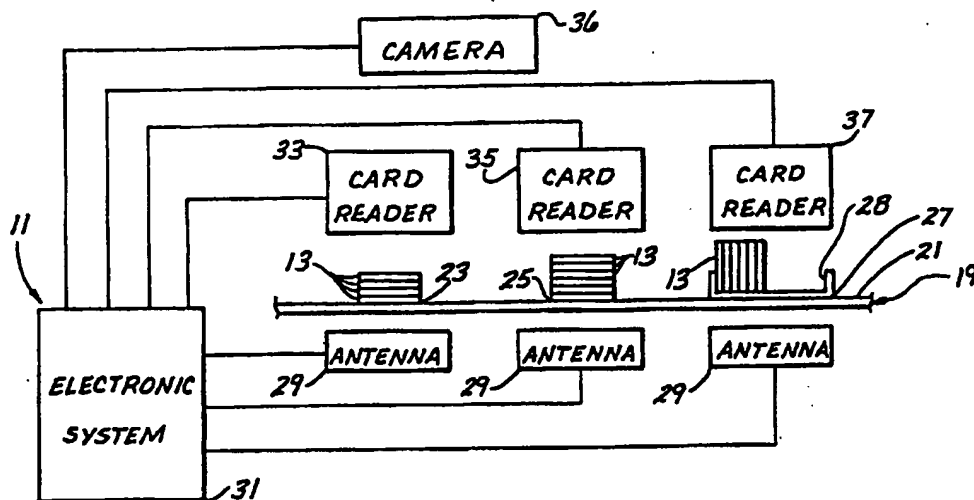 36
CAMERA
33
CARD
READER
35
CARD
READER
37
CARD
READER
28
27
21
19
11
13
23
25
13
13
ANTENNA
29
ANTENNA
29
ANTENNA
29
ELECTRONIC
SYSTEM
31